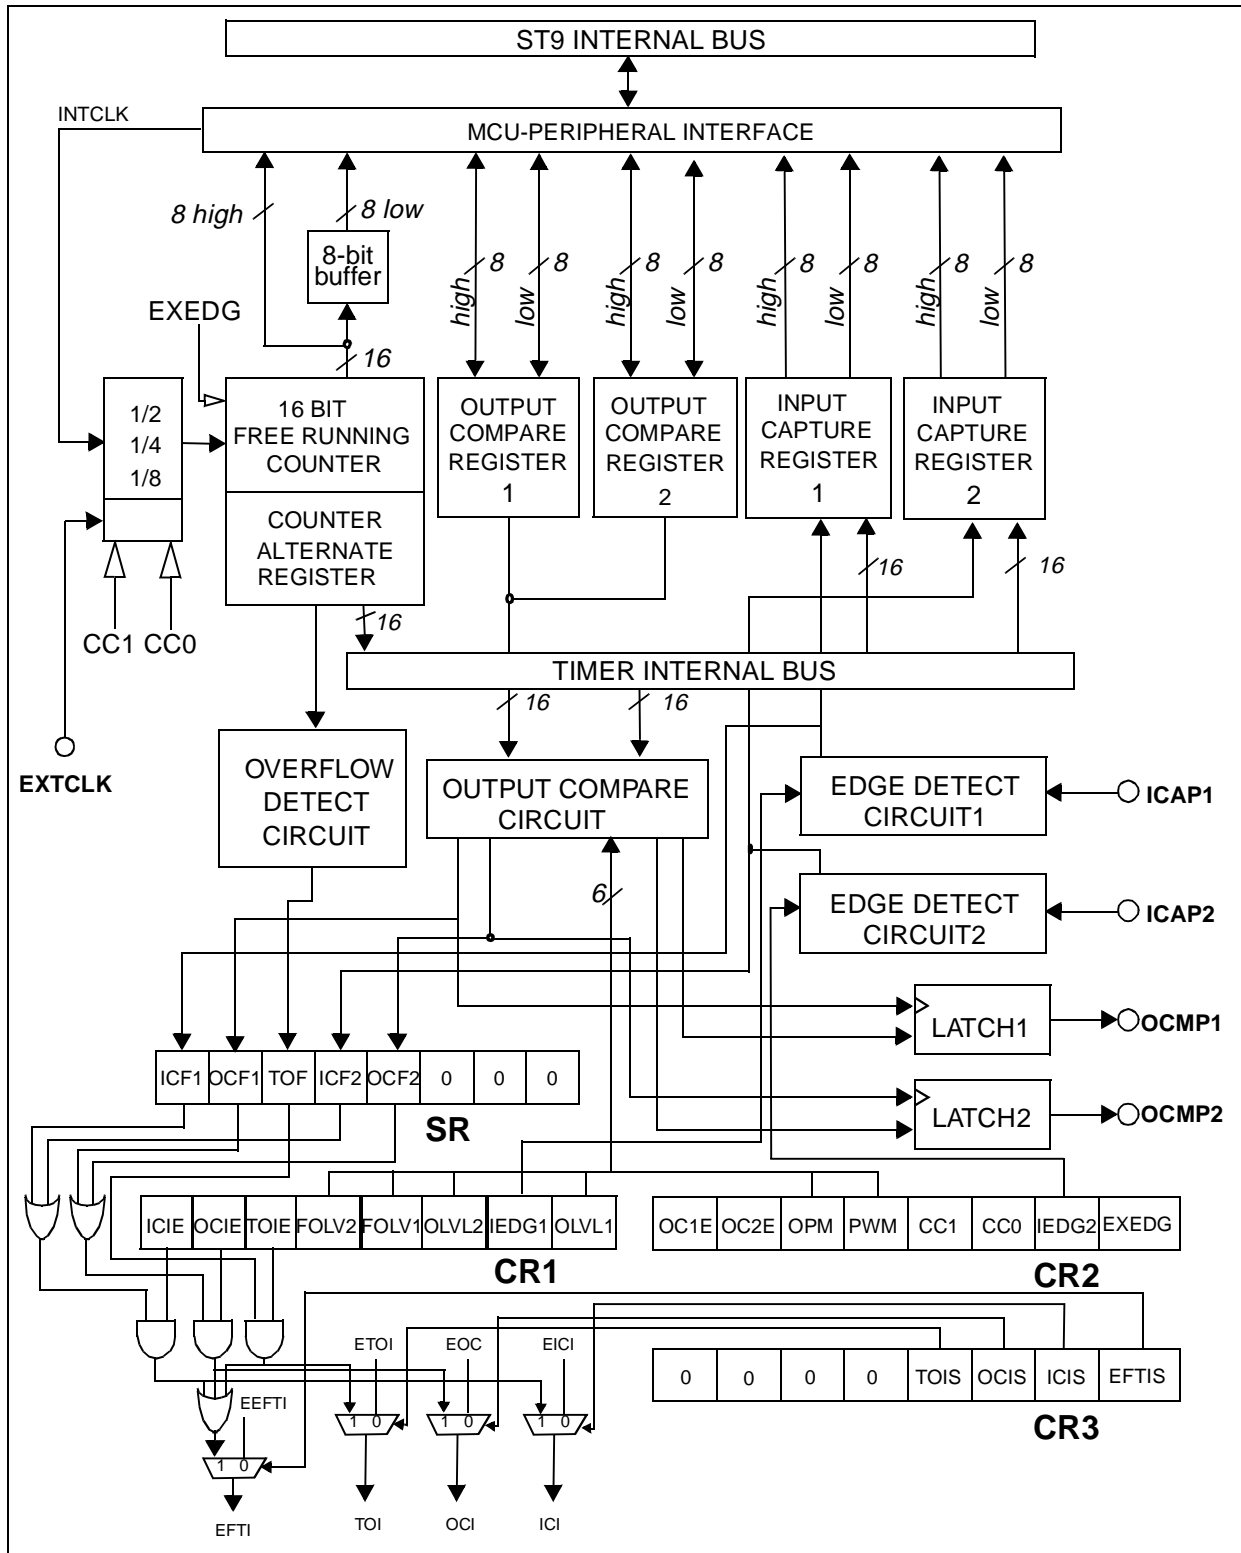 ST9 INTERNAL BUS
INTCLK
MCU-PERIPHERAL INTERFACE
8 high
8 low
8-bit
buffer
high
8
low
8
high
8
low
8
high
8
low
8
high
8
low
8
EXEDG
16
1/2
1/4
1/8
16 BIT
FREE RUNNING
COUNTER
COUNTER
ALTERNATE
REGISTER
OUTPUT
COMPARE
REGISTER
1
OUTPUT
COMPARE
REGISTER
2
INPUT
CAPTURE
REGISTER
1
INPUT
CAPTURE
REGISTER
2
16
16
CC1 CC0
16
TIMER INTERNAL BUS
16
16
EXTCLK
OVERFLOW
DETECT
CIRCUIT
OUTPUT COMPARE
CIRCUIT
EDGE DETECT
CIRCUIT1
ICAP1
6
EDGE DETECT
CIRCUIT2
ICAP2
LATCH1
OCMP1
ICF1 OCF1 TOF ICF2 OCF2 0 0 0
SR
LATCH2
OCMP2
ICIE OCIE TOIE FOLV2 FOLV1 OLVL2 IEDG1 OLVL1
CR1
OC1E OC2E OPM PWM CC1 CC0 IEDG2 EXEDG
CR2
ETOI
EOC
EICI
0 0 0 0 TOIS OCIS ICIS EFTIS
CR3
EEFTI
1 0
1 0
1 0
1 0
EFTI
TOI
OCI
ICI